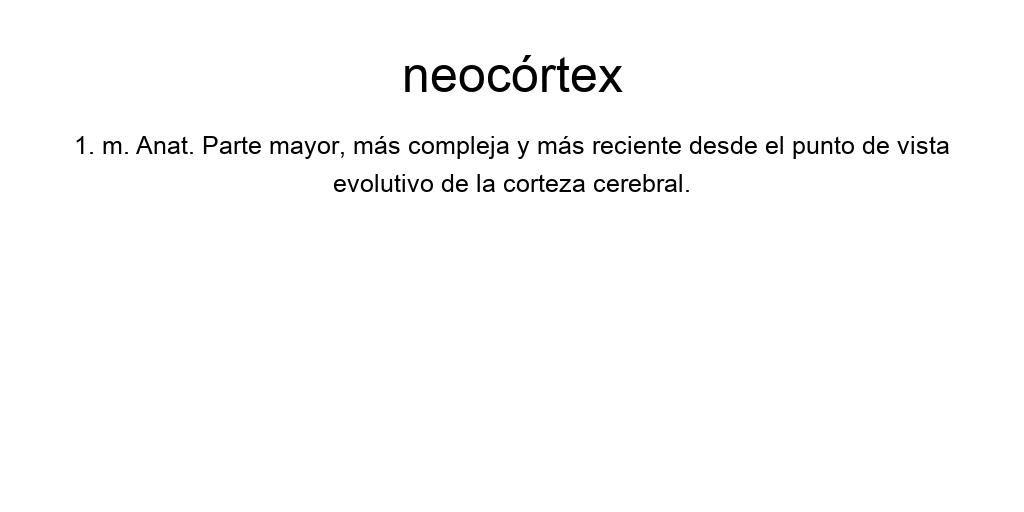 neocórtex
1. m. Anat. Parte mayor, más compleja y más reciente desde el punto de vista
evolutivo de la corteza cerebral.